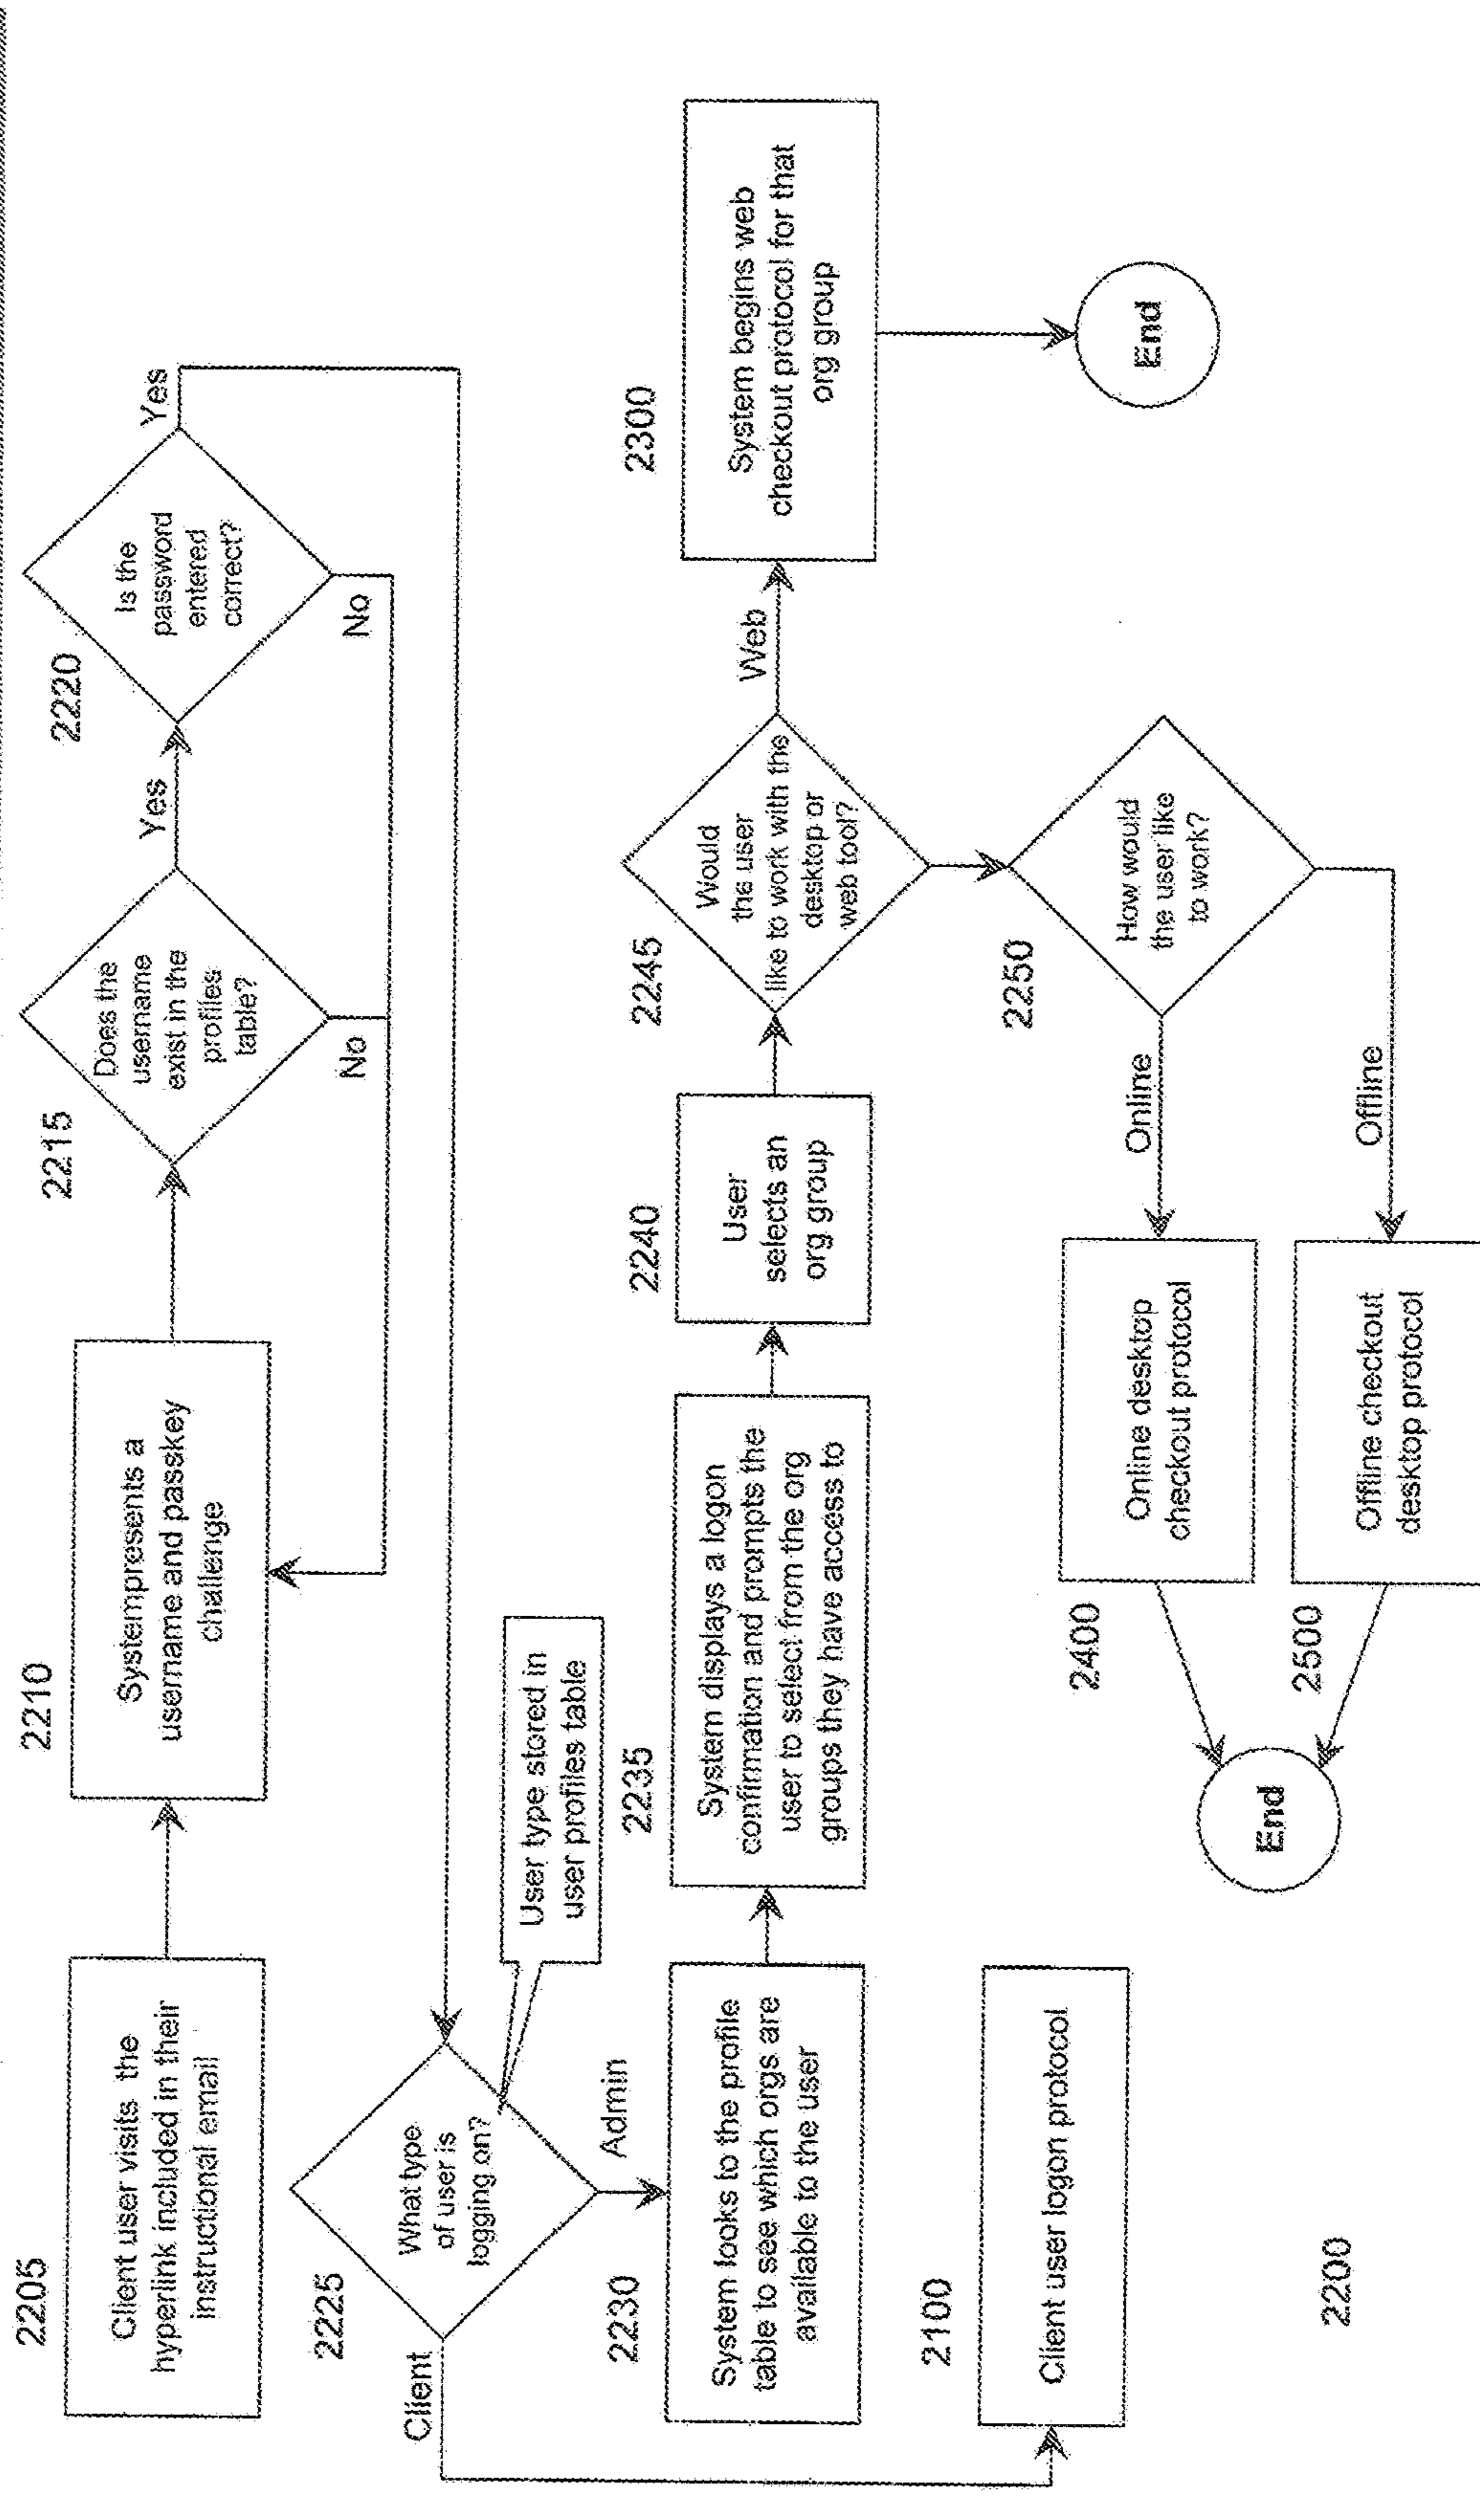 2205
Client user visits the
hyperlink included in their
instructional email
2210
Systempresents a
username and passkey
challenge
2215
Does the
username
exist in the
profiles
table?
Yes
No
2220
Is the
password
entered
correct?
Yes
No
2225
What type
of user is
logging on?
User type stored in
user profiles table
Client
Admin
2230
System looks to the profile
table to see which orgs are
available to the user
2235
System displays a logon
confirmation and prompts the
user to select from the org
groups they have access to
2240
User
selects an
org group
2245
Would
the user
like to work with the
desktop or
web tool?
Web
2300
System begins web
checkout protocol for that
org group
End
2250
How would
the user like
to work?
Online
Offline
2400
Online desktop
checkout protocol
2500
Offline checkout
desktop protocol
End
2100
Client user logon protocol
2200